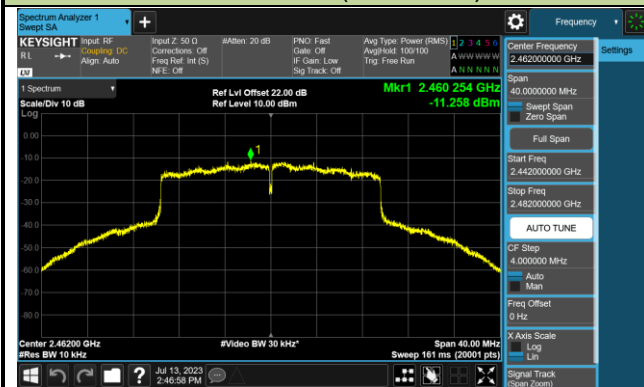 Spectrum Analyzer 1
Swept SA
Frequency
KEYSIGHT
Input: RF
Coupling: DC
Align: Auto
Input Z: 50 Ω
Corrections: Off
Freq Ref: Int (S)
NFE: Off
#Atten: 20 dB
PNO: Fast
Gate: Off
IF Gain: Low
Sig Track: Off
Avg Type: Power (RMS)
Avg|Hold: 100/100
Trig: Free Run
1 2 3 4 5 6
A W W W W W
A N N N N N
RL
LXI
1 Spectrum
Scale/Div 10 dB
Log
Ref Lvl Offset 22.00 dB
Ref Level 10.00 dBm
Mkr1 2.460 254 GHz
-11.258 dBm
1
0.00
-10.0
-20.0
-30.0
-40.0
-50.0
-60.0
-80.0
Center 2.46200 GHz
#Res BW 10 kHz
#Video BW 30 kHz*
Span 40.00 MHz
Sweep 161 ms (20001 pts)
Jul 13, 2023
2:46:58 PM
Settings
Center Frequency
2.462000000 GHz
Span
40.0000000 MHz
Swept Span
Zero Span
Full Span
Start Freq
2.442000000 GHz
Stop Freq
2.482000000 GHz
AUTO TUNE
CF Step
4.000000 MHz
Auto
Man
Freq Offset
0 Hz
X Axis Scale
Log
Lin
Signal Track
(Span Zoom)